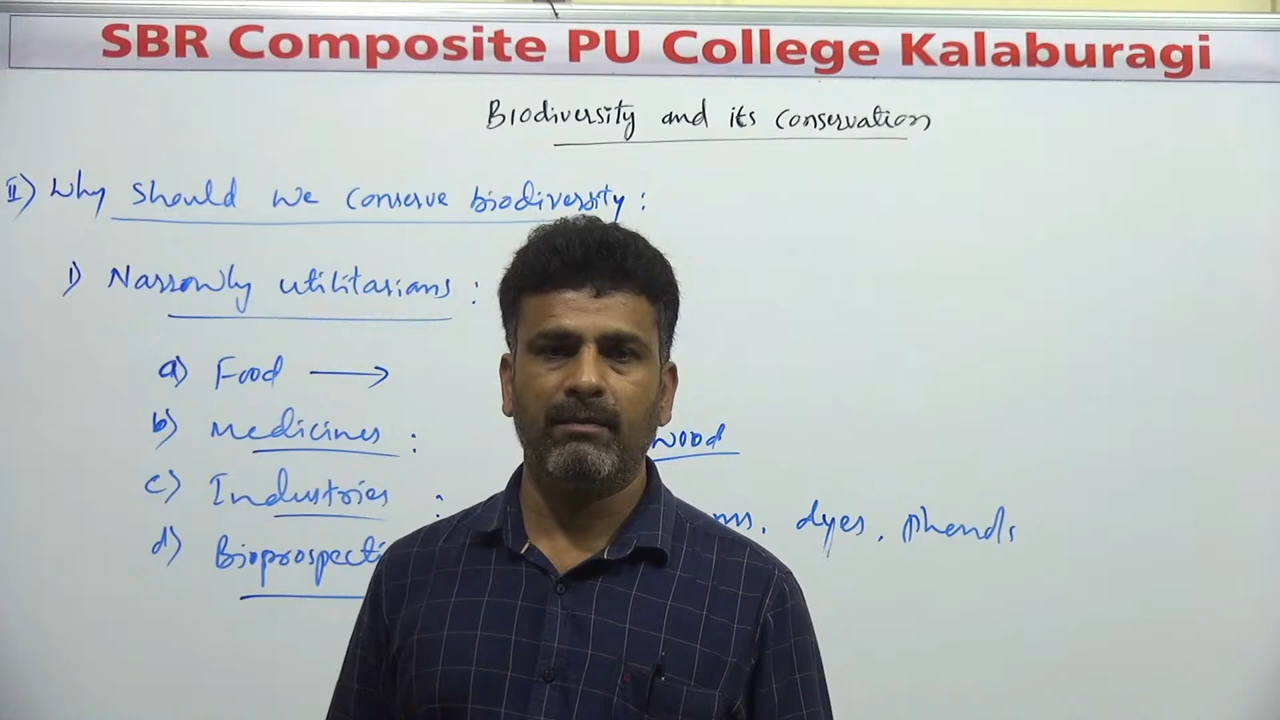 SBR Composite PU College Kalaburagi
Biodiversity and its conservation
II) Why should we conserve biodiversity :
1) Narrowly utilitarians :
a) Food →
b) Medicines : wood
c) Industries : dyes, phenols
d) Bioprospecti